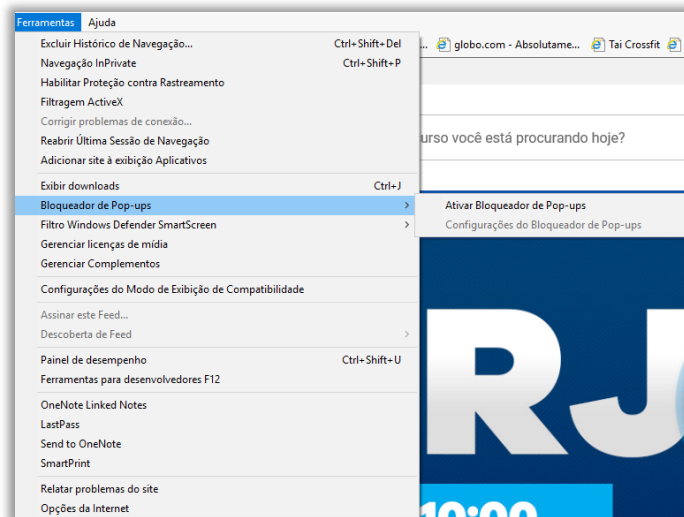 Ferramentas Ajuda
Excluir Histórico de Navegação... Ctrl+Shift+Del
Navegação InPrivate Ctrl+Shift+P
Habilitar Proteção contra Rastreamento
Filtragem ActiveX
Corrigir problemas de conexão...
Reabrir Última Sessão de Navegação
Adicionar site à exibição Aplicativos
Exibir downloads Ctrl+J
Bloqueador de Pop-ups
Filtro Windows Defender SmartScreen
Gerenciar licenças de mídia
Gerenciar Complementos
Configurações do Modo de Exibição de Compatibilidade
Assinar este Feed...
Descoberta de Feed
Painel de desempenho Ctrl+Shift+U
Ferramentas para desenvolvedores F12
OneNote Linked Notes
LastPass
Send to OneNote
SmartPrint
Relatar problemas do site
Opções da Internet
... globo.com - Absolutame... Tai Crossfit
urso você está procurando hoje?
Ativar Bloqueador de Pop-ups
Configurações do Bloqueador de Pop-ups
RJ
10:00